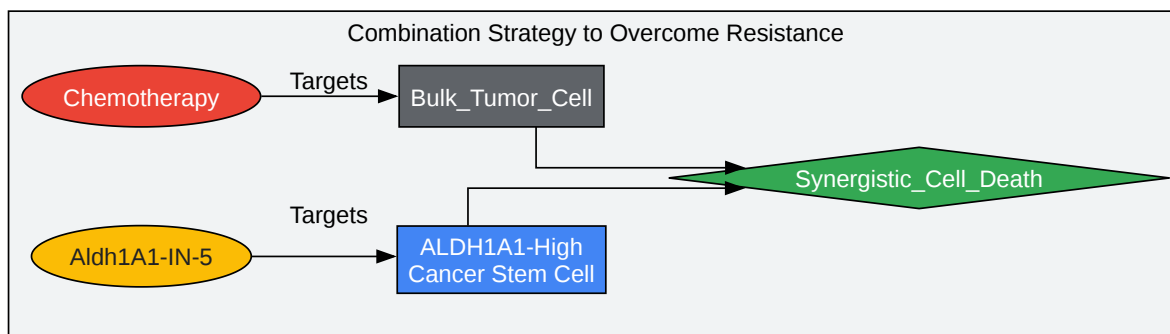 Combination Strategy to Overcome Resistance
Chemotherapy
Targets
Bulk_Tumor_Cell
Synergistic_Cell_Death
Aldh1A1-IN-5
Targets
ALDH1A1-High
Cancer Stem Cell